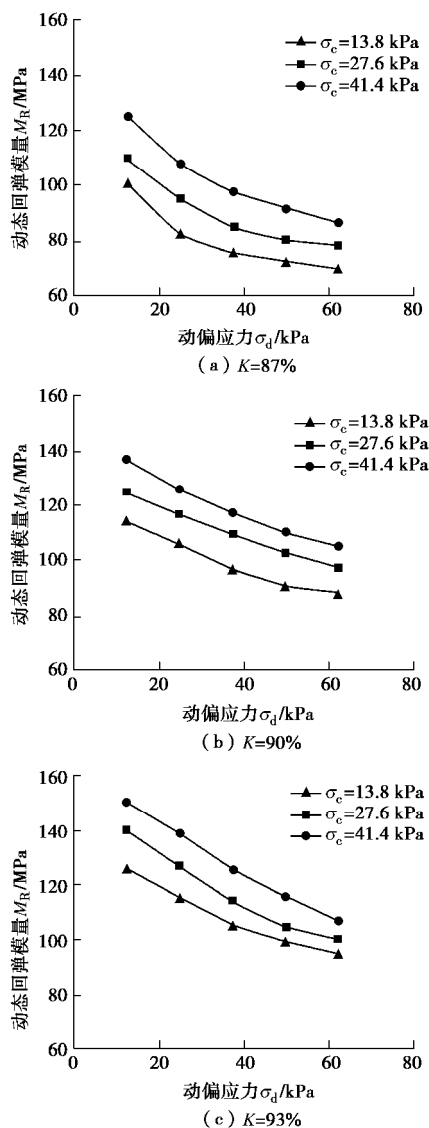 160
140
120
100
80
60
动态回弹模量M_R/MPa
σ_c=13.8 kPa
σ_c=27.6 kPa
σ_c=41.4 kPa
0 20 40 60 80
动偏应力σ_d/kPa
(a) K=87%
160
140
120
100
80
60
动态回弹模量M_R/MPa
σ_c=13.8 kPa
σ_c=27.6 kPa
σ_c=41.4 kPa
0 20 40 60 80
动偏应力σ_d/kPa
(b) K=90%
160
140
120
100
80
60
动态回弹模量M_R/MPa
σ_c=13.8 kPa
σ_c=27.6 kPa
σ_c=41.4 kPa
0 20 40 60 80
动偏应力σ_d/kPa
(c) K=93%